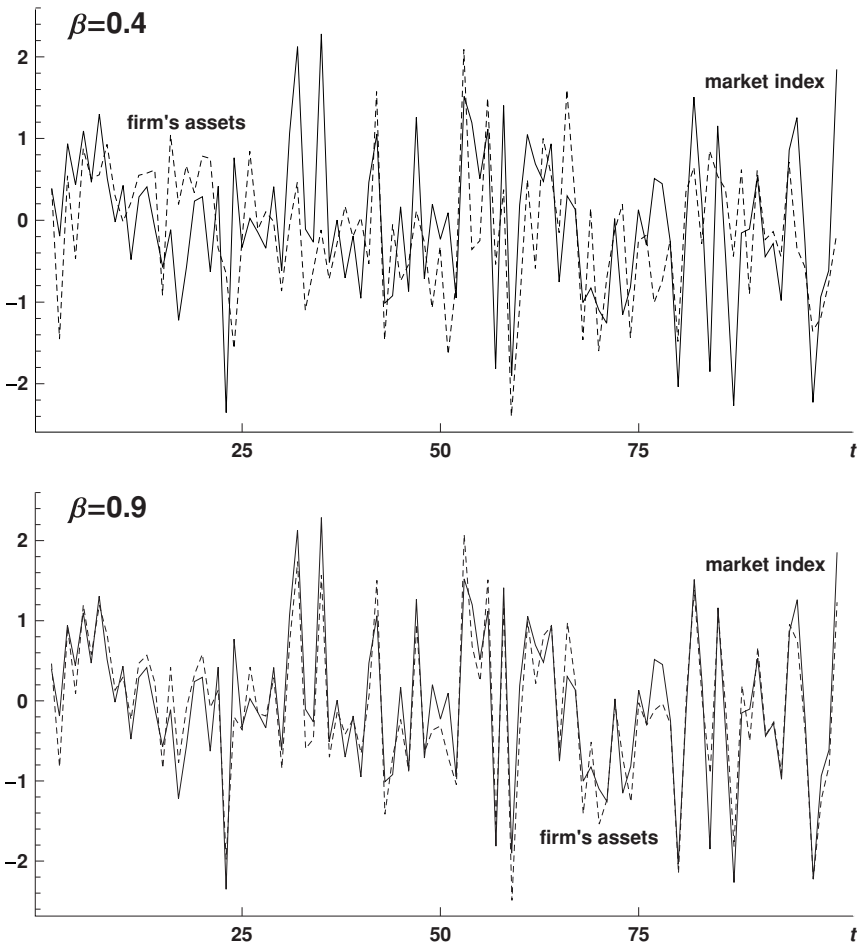 β=0.4
2
market index
firm's assets
1
0
−1
−2
25
50
75
t
β=0.9
2
market index
1
0
−1
firm's assets
−2
25
50
75
t